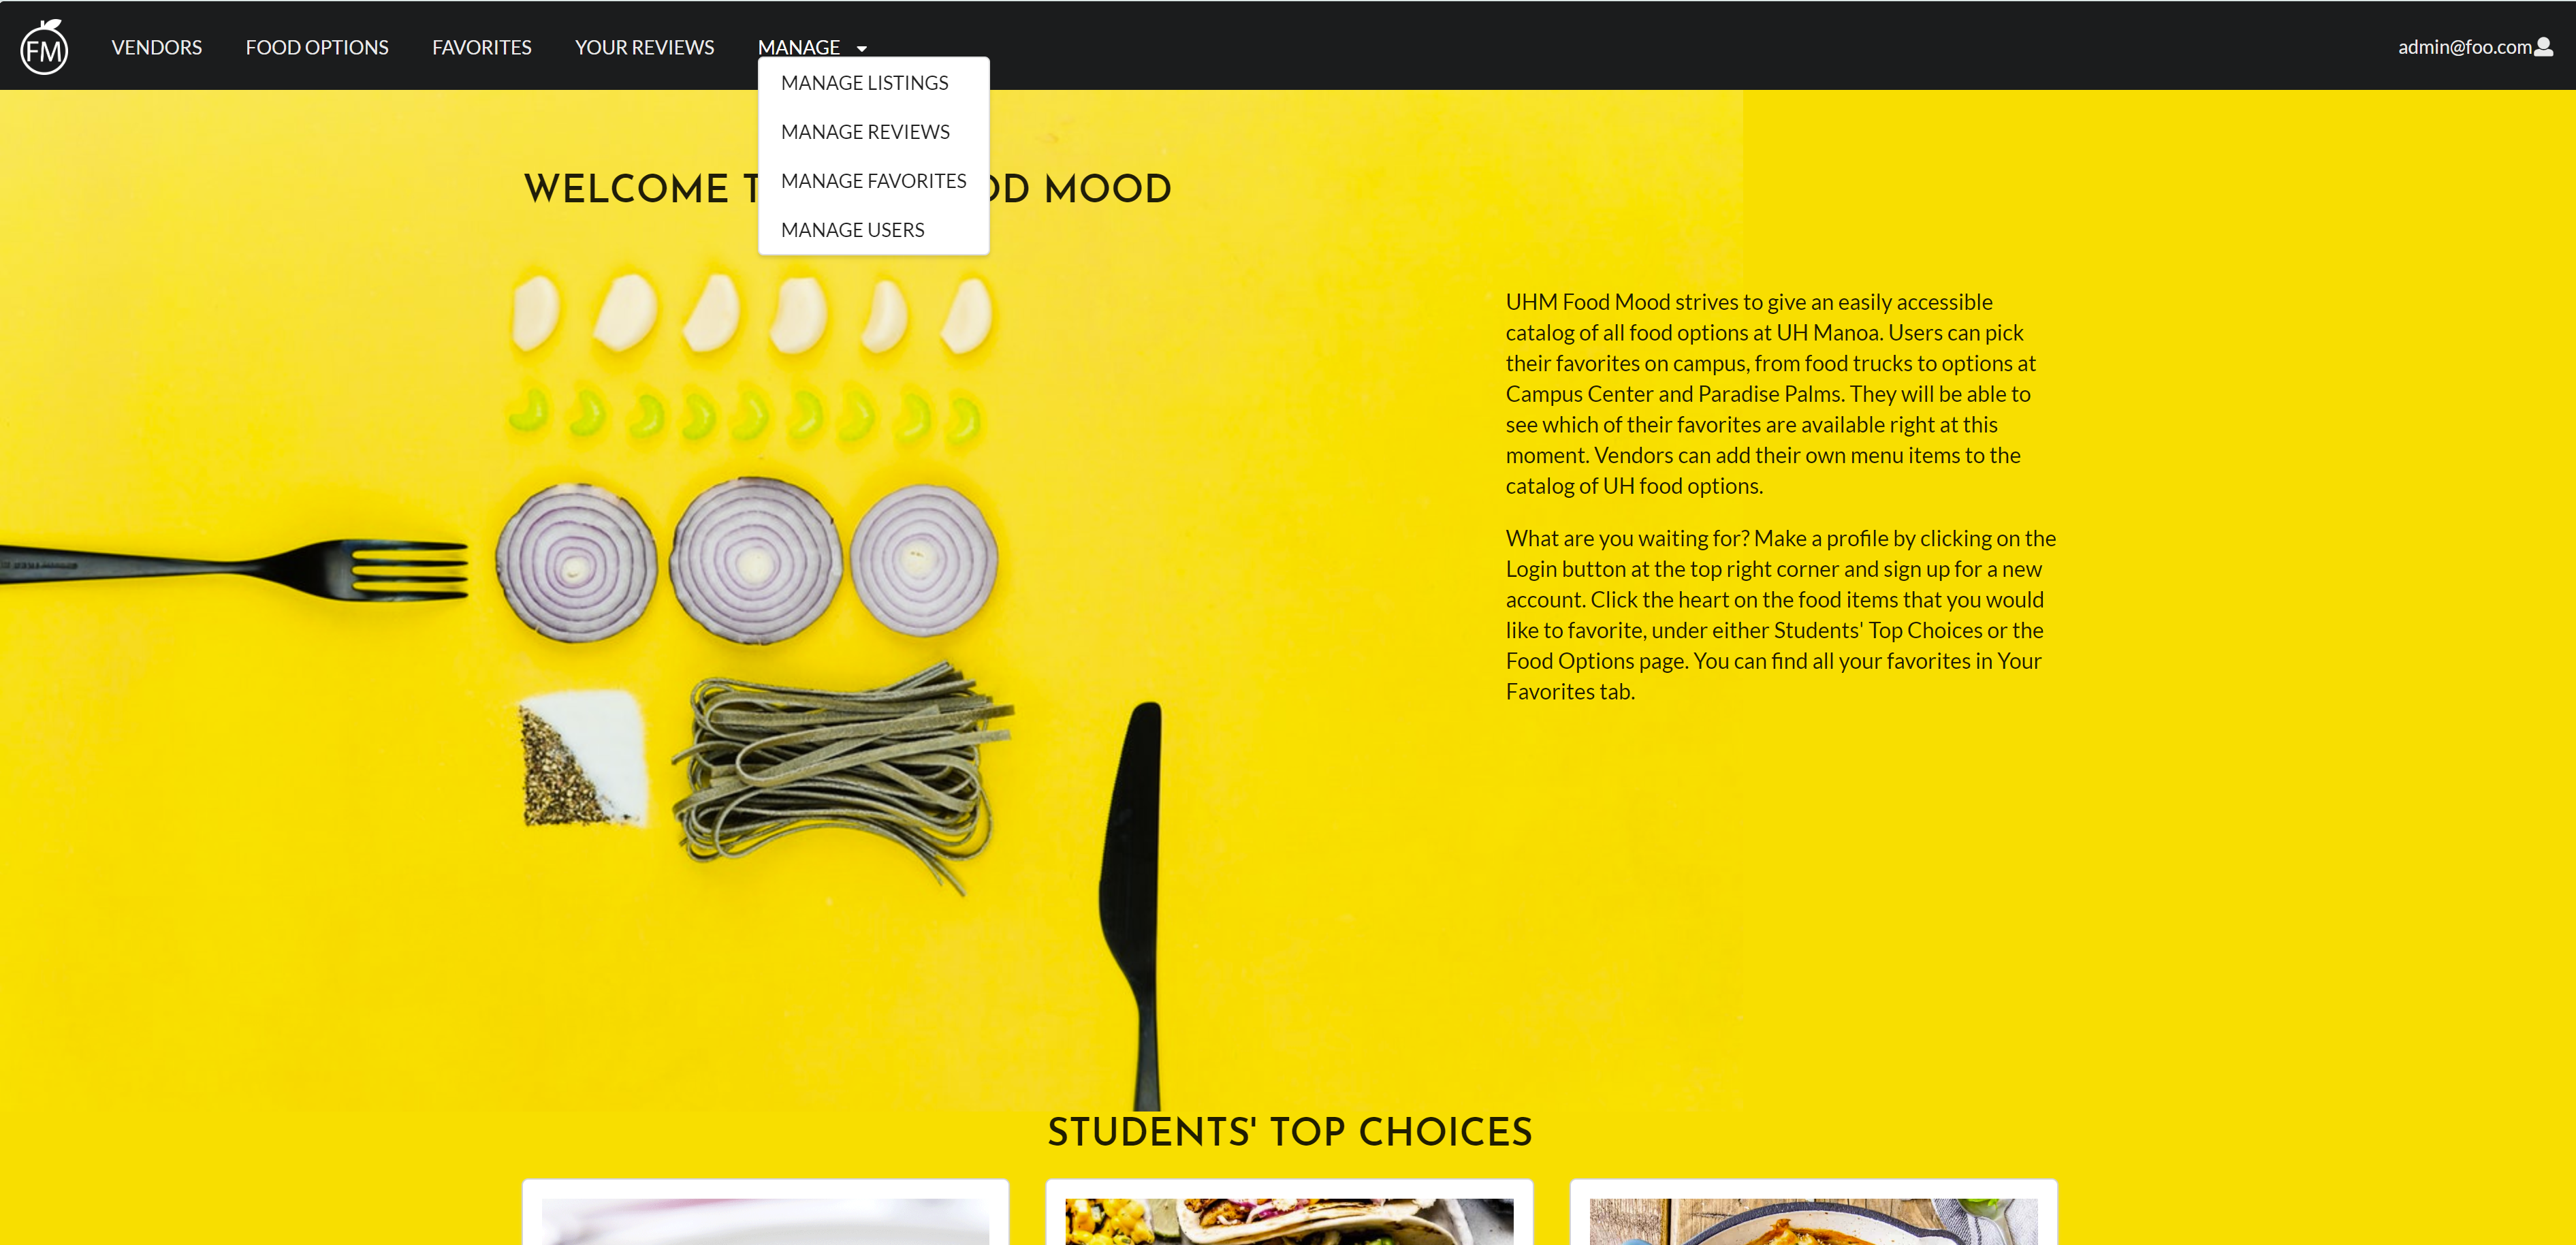 FM
VENDORS
FOOD OPTIONS
FAVORITES
YOUR REVIEWS
MANAGE
admin@foo.com
MANAGE LISTINGS
MANAGE REVIEWS
MANAGE FAVORITES
MANAGE USERS
WELCOME T OD MOOD
UHM Food Mood strives to give an easily accessible
catalog of all food options at UH Manoa. Users can pick
their favorites on campus, from food trucks to options at
Campus Center and Paradise Palms. They will be able to
see which of their favorites are available right at this
moment. Vendors can add their own menu items to the
catalog of UH food options.
What are you waiting for? Make a profile by clicking on the
Login button at the top right corner and sign up for a new
account. Click the heart on the food items that you would
like to favorite, under either Students' Top Choices or the
Food Options page. You can find all your favorites in Your
Favorites tab.
STUDENTS' TOP CHOICES